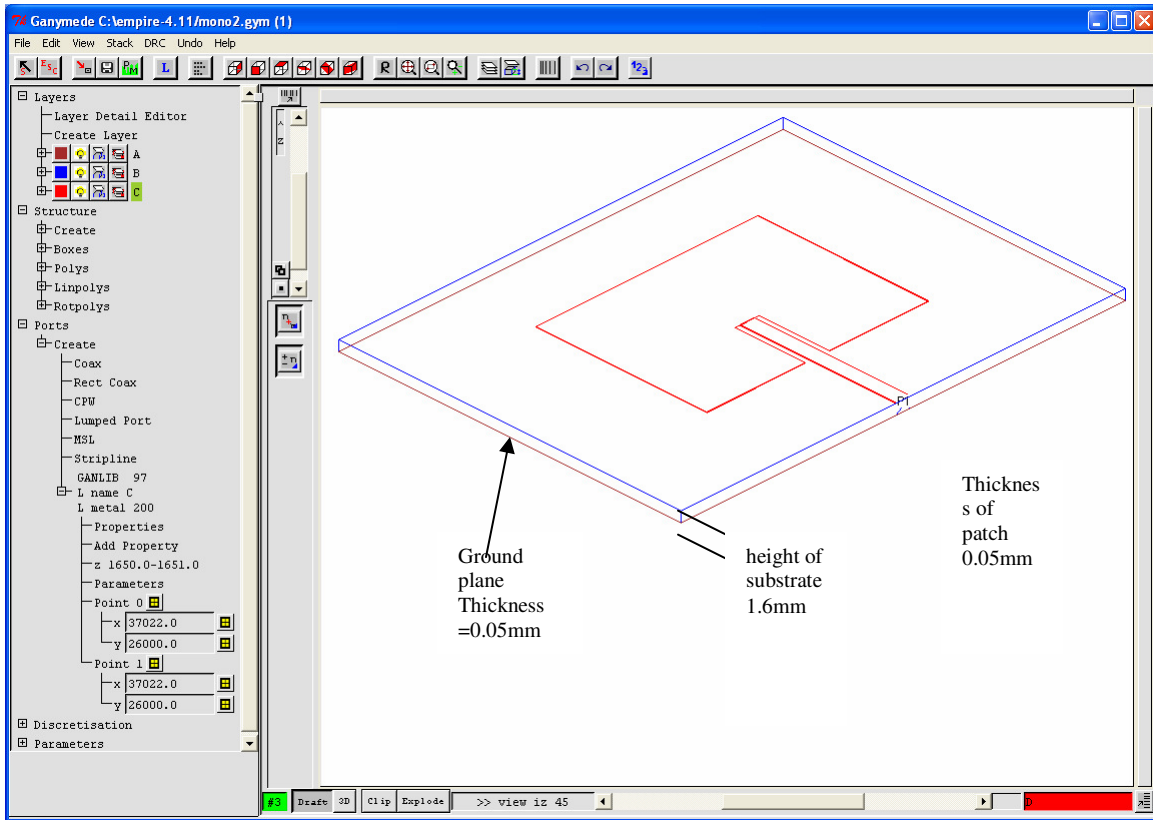 Ganymede C:\empire-4.11/mono2.gym (1)
File Edit View Stack DRC Undo Help
L
R
Layers
Layer Detail Editor
Create Layer
A
B
C
Structure
Create
Boxes
Polys
Linpolys
Rotpolys
Ports
Create
Coax
Rect Coax
CPW
Lumped Port
MSL
Stripline
GANLIB 97
L name C
L metal 200
Properties
Add Property
z 1650.0-1651.0
Parameters
Point 0
x 37022.0
y 26000.0
Point 1
x 37022.0
y 26000.0
Discretisation
Parameters
Z
P1
Ground
plane
Thickness
=0.05mm
height of
substrate
1.6mm
Thicknes
s of
patch
0.05mm
#3 Draft 3D Clip Explode >> view iz 45